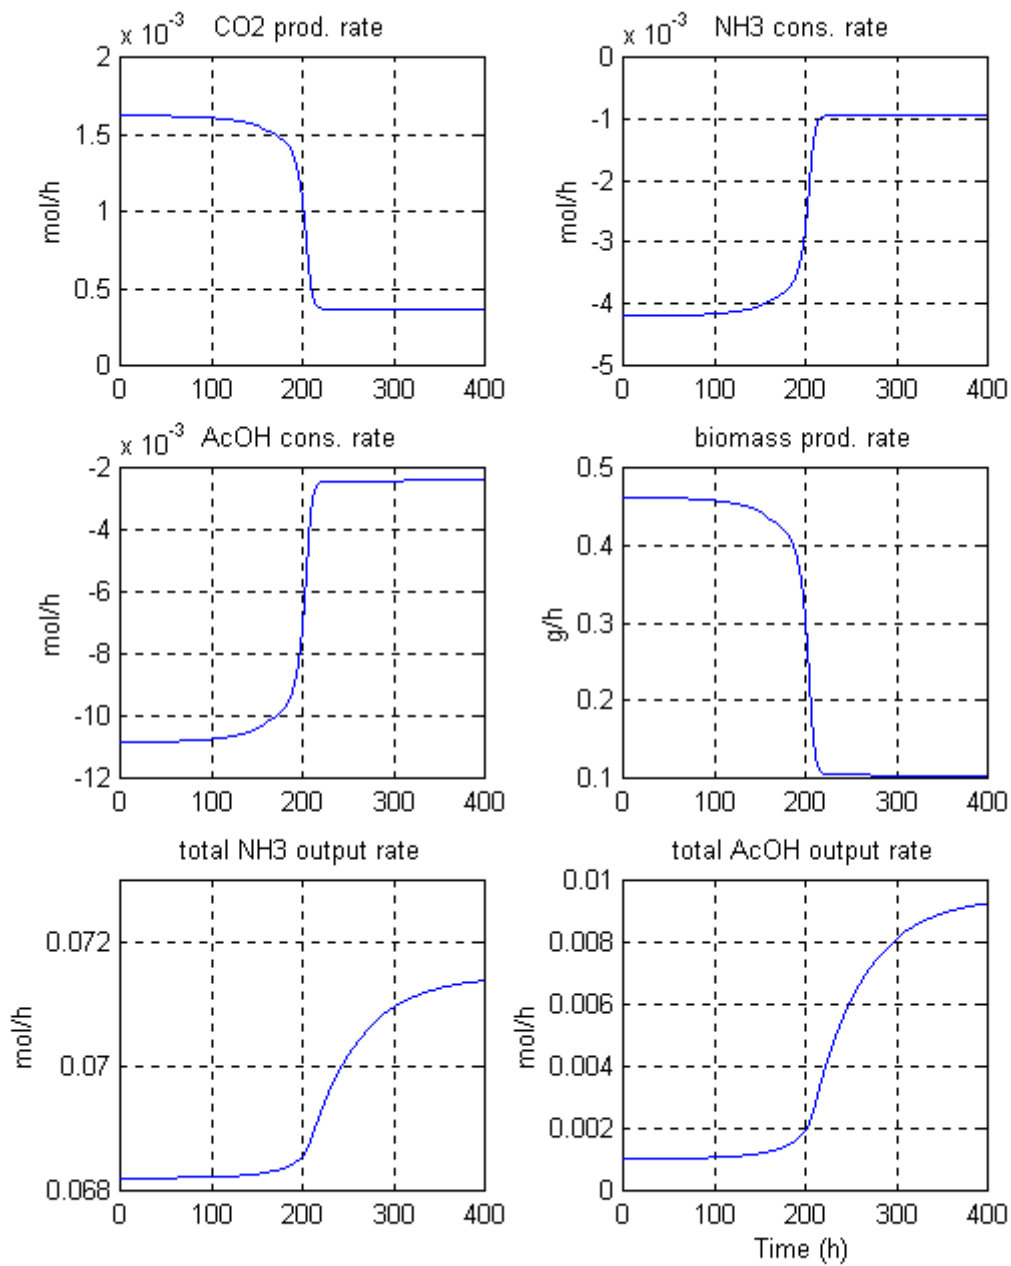 x 10^-3 CO2 prod. rate
2
1.5
1
0.5
0
mol/h
0 100 200 300 400
x 10^-3 NH3 cons. rate
0
-1
-2
-3
-4
-5
mol/h
0 100 200 300 400
x 10^-3 AcOH cons. rate
-2
-4
-6
-8
-10
-12
mol/h
0 100 200 300 400
biomass prod. rate
0.5
0.4
0.3
0.2
0.1
g/h
0 100 200 300 400
total NH3 output rate
0.072
0.07
0.068
mol/h
0 100 200 300 400
total AcOH output rate
0.01
0.008
0.006
0.004
0.002
0
mol/h
0 100 200 300 400
Time (h)